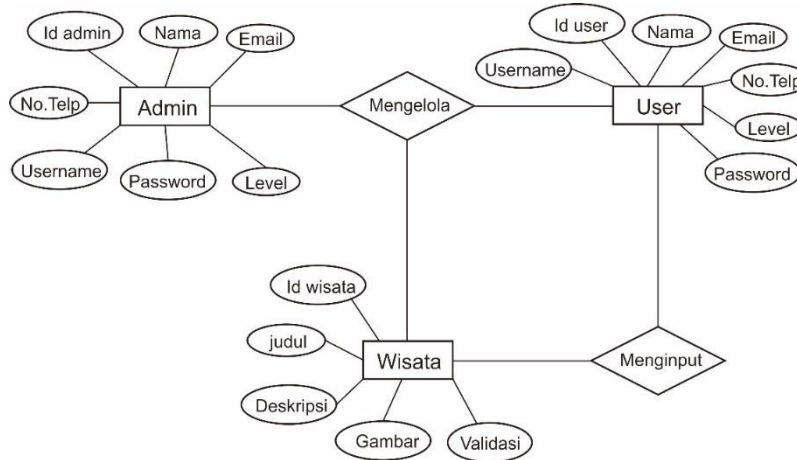 Id admin
Nama
Email
No.Telp
Admin
Username
Password
Level
Mengelola
Id user
Nama
Email
Username
No.Telp
User
Level
Password
Id wisata
judul
Wisata
Deskripsi
Gambar
Validasi
Menginput